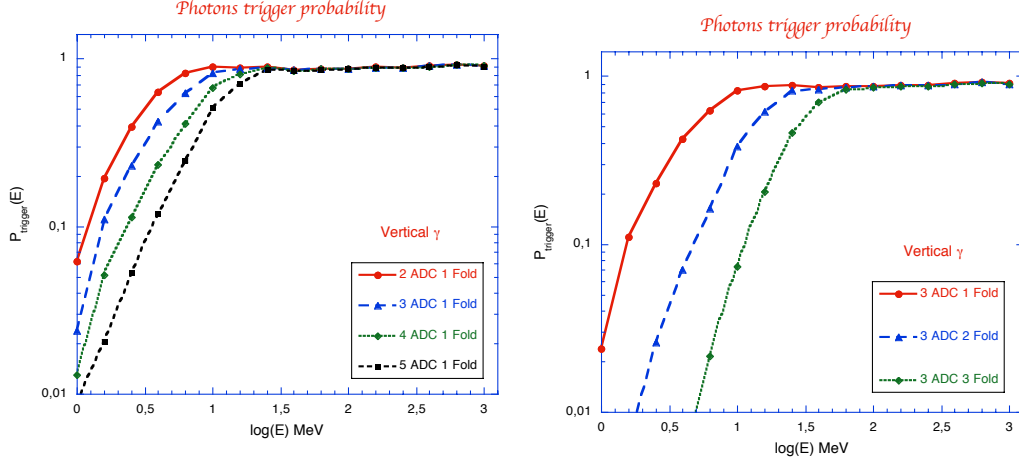 Photons trigger probability
1
0,1
0,01
P_trigger(E)
Vertical γ
2 ADC 1 Fold
3 ADC 1 Fold
4 ADC 1 Fold
5 ADC 1 Fold
0 0,5 1 1,5 2 2,5 3
log(E) MeV
Photons trigger probability
1
0,1
0,01
P_trigger(E)
Vertical γ
3 ADC 1 Fold
3 ADC 2 Fold
3 ADC 3 Fold
0 0,5 1 1,5 2 2,5 3
log(E) MeV